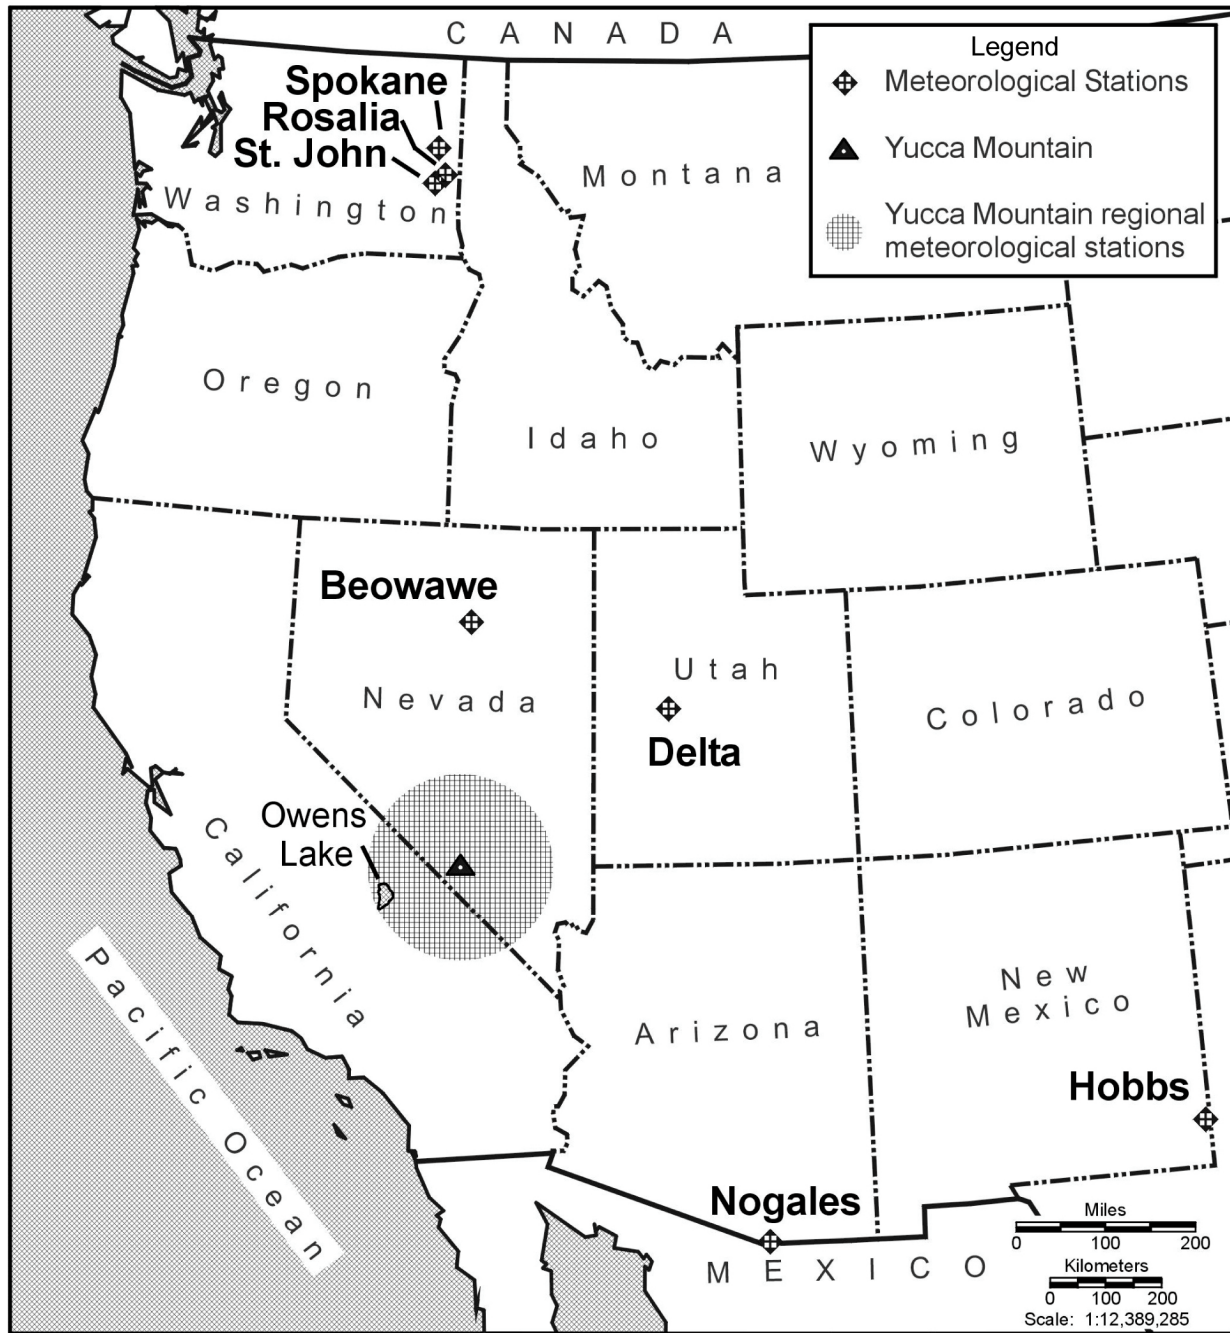 CANADA
Legend
Meteorological Stations
Yucca Mountain
Yucca Mountain regional
meteorological stations
Spokane
Rosalia
St. John
Washington
Montana
Oregon
Idaho
Wyoming
Beowawe
Nevada
Utah
Delta
Colorado
Owens
Lake
California
Pacific Ocean
Arizona
New
Mexico
Hobbs
Nogales
MEXICO
Miles
0 100 200
Kilometers
0 100 200
Scale: 1:12,389,285